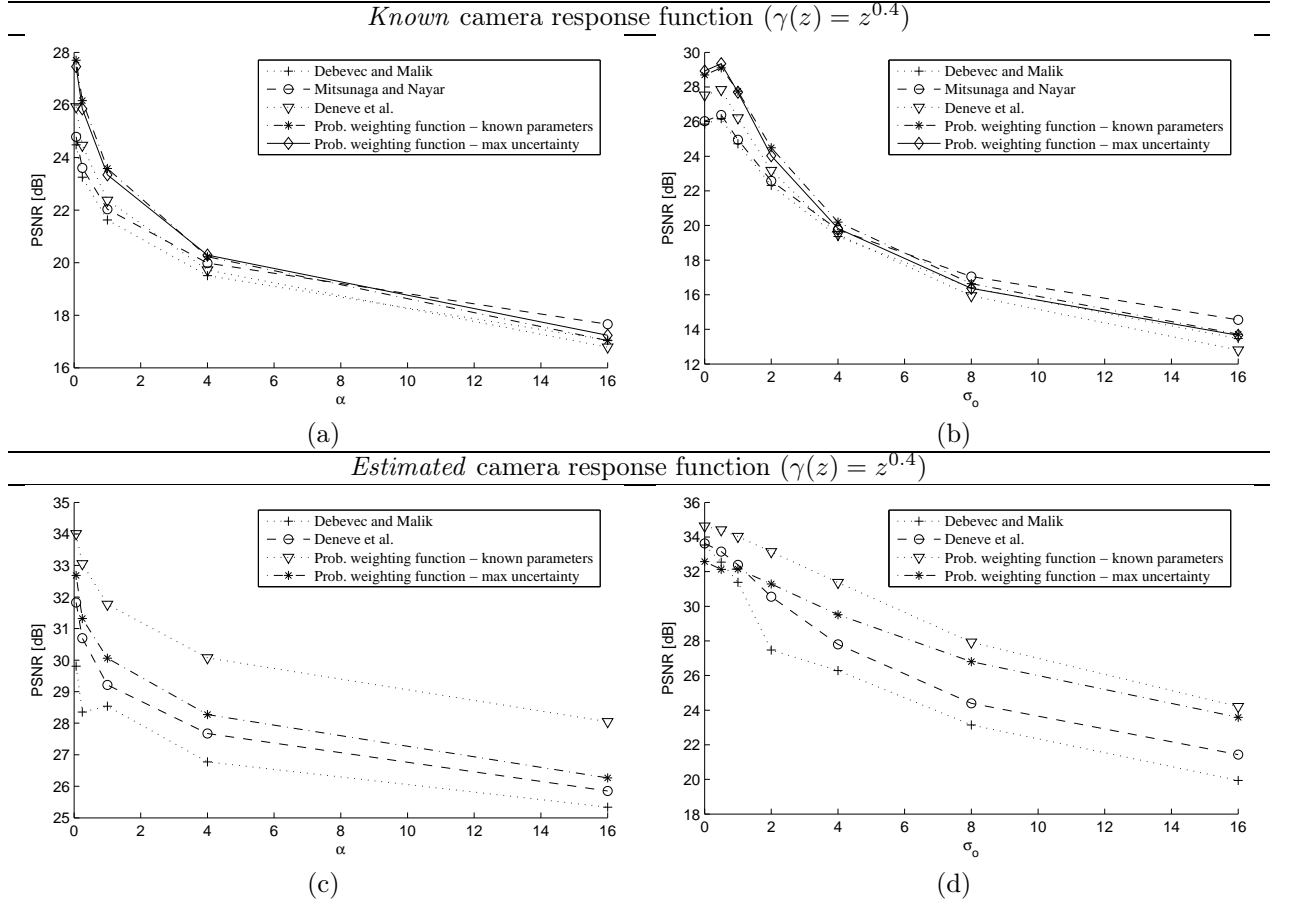 Known camera response function (γ(z) = z^0.4)
28
26
24
22
20
18
16
PSNR [dB]
Debevec and Malik
Mitsunaga and Nayar
Deneve et al.
Prob. weighting function – known parameters
Prob. weighting function – max uncertainty
0 2 4 6 8 10 12 14 16
α
(a)
30
28
26
24
22
20
18
16
14
12
PSNR [dB]
Debevec and Malik
Mitsunaga and Nayar
Deneve et al.
Prob. weighting function – known parameters
Prob. weighting function – max uncertainty
0 2 4 6 8 10 12 14 16
σo
(b)
Estimated camera response function (γ(z) = z^0.4)
35
34
33
32
31
30
29
28
27
26
25
PSNR [dB]
Debevec and Malik
Deneve et al.
Prob. weighting function – known parameters
Prob. weighting function – max uncertainty
0 2 4 6 8 10 12 14 16
α
(c)
36
34
32
30
28
26
24
22
20
18
PSNR [dB]
Debevec and Malik
Deneve et al.
Prob. weighting function – known parameters
Prob. weighting function – max uncertainty
0 2 4 6 8 10 12 14 16
σo
(d)